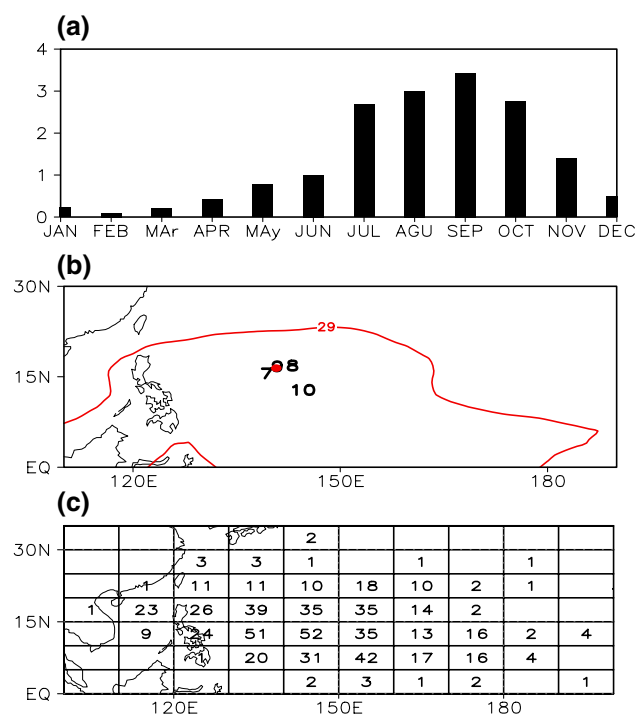 (a)
4
3
2
1
0
JAN FEB MAr APR MAy JUN JUL AGU SEP OCT NOV DEC
(b)
30N
29
98
7
15N
10
EQ
120E 150E 180
(c)
2
30N
3 3 1 1 1
1 11 11 10 18 10 2 1
1 23 26 39 35 35 14 2
15N
9 24 51 52 35 13 16 2 4
1 20 31 42 17 16 4
EQ
2 3 1 2 1
120E 150E 180